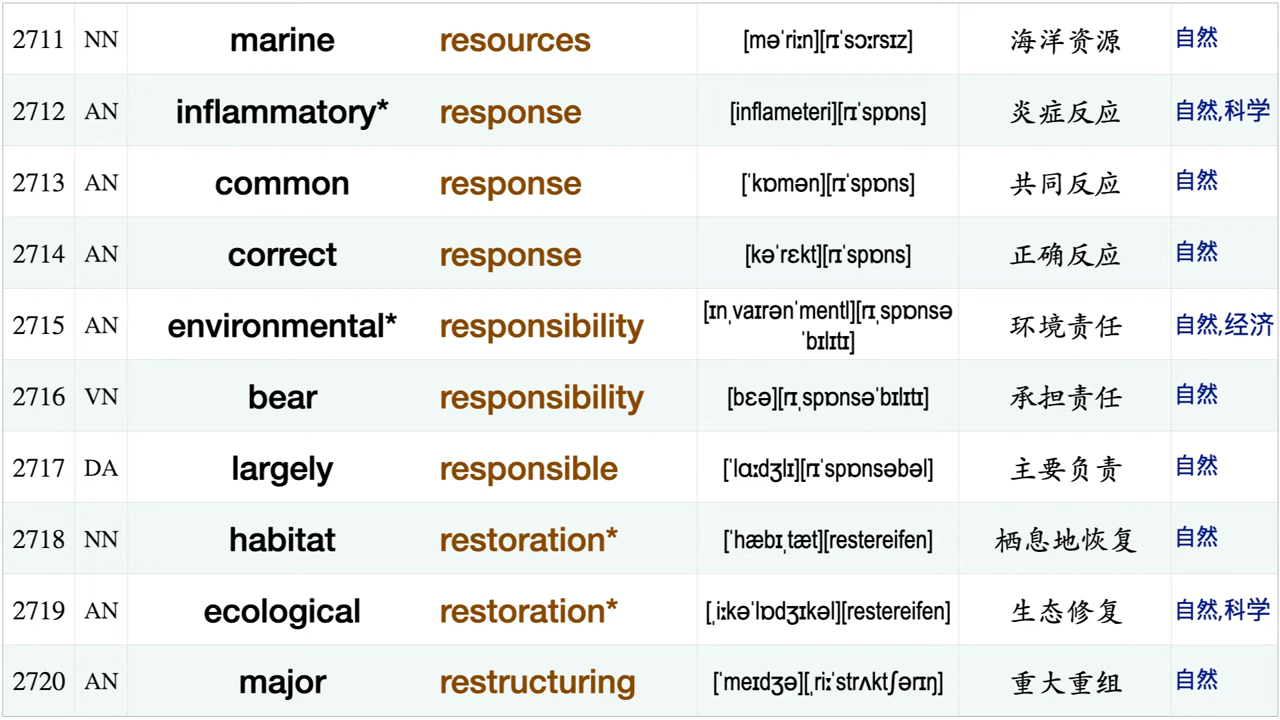 2711 NN marine resources [məˈriːn][rɪˈsɔːrsɪz] 海洋资源 自然
2712 AN inflammatory* response [inflameteri][rɪˈspɒns] 炎症反应 自然,科学
2713 AN common response [ˈkɒmən][rɪˈspɒns] 共同反应 自然
2714 AN correct response [kəˈrɛkt][rɪˈspɒns] 正确反应 自然
2715 AN environmental* responsibility [ɪnˌvaɪrənˈmentl][rɪˌspɒnsə 环境责任 自然,经济
ˈbɪlɪtɪ]
2716 VN bear responsibility [bɛə][rɪˌspɒnsəˈbɪlɪtɪ] 承担责任 自然
2717 DA largely responsible [ˈlɑːdʒlɪ][rɪˈspɒnsəbəl] 主要负责 自然
2718 NN habitat restoration* [ˈhæbɪˌtæt][restereifen] 栖息地恢复 自然
2719 AN ecological restoration* [ˌiːkəˈlɒdʒɪkəl][restereifen] 生态修复 自然,科学
2720 AN major restructuring [ˈmeɪdʒə][ˌriːˈstrʌktʃərɪŋ] 重大重组 自然